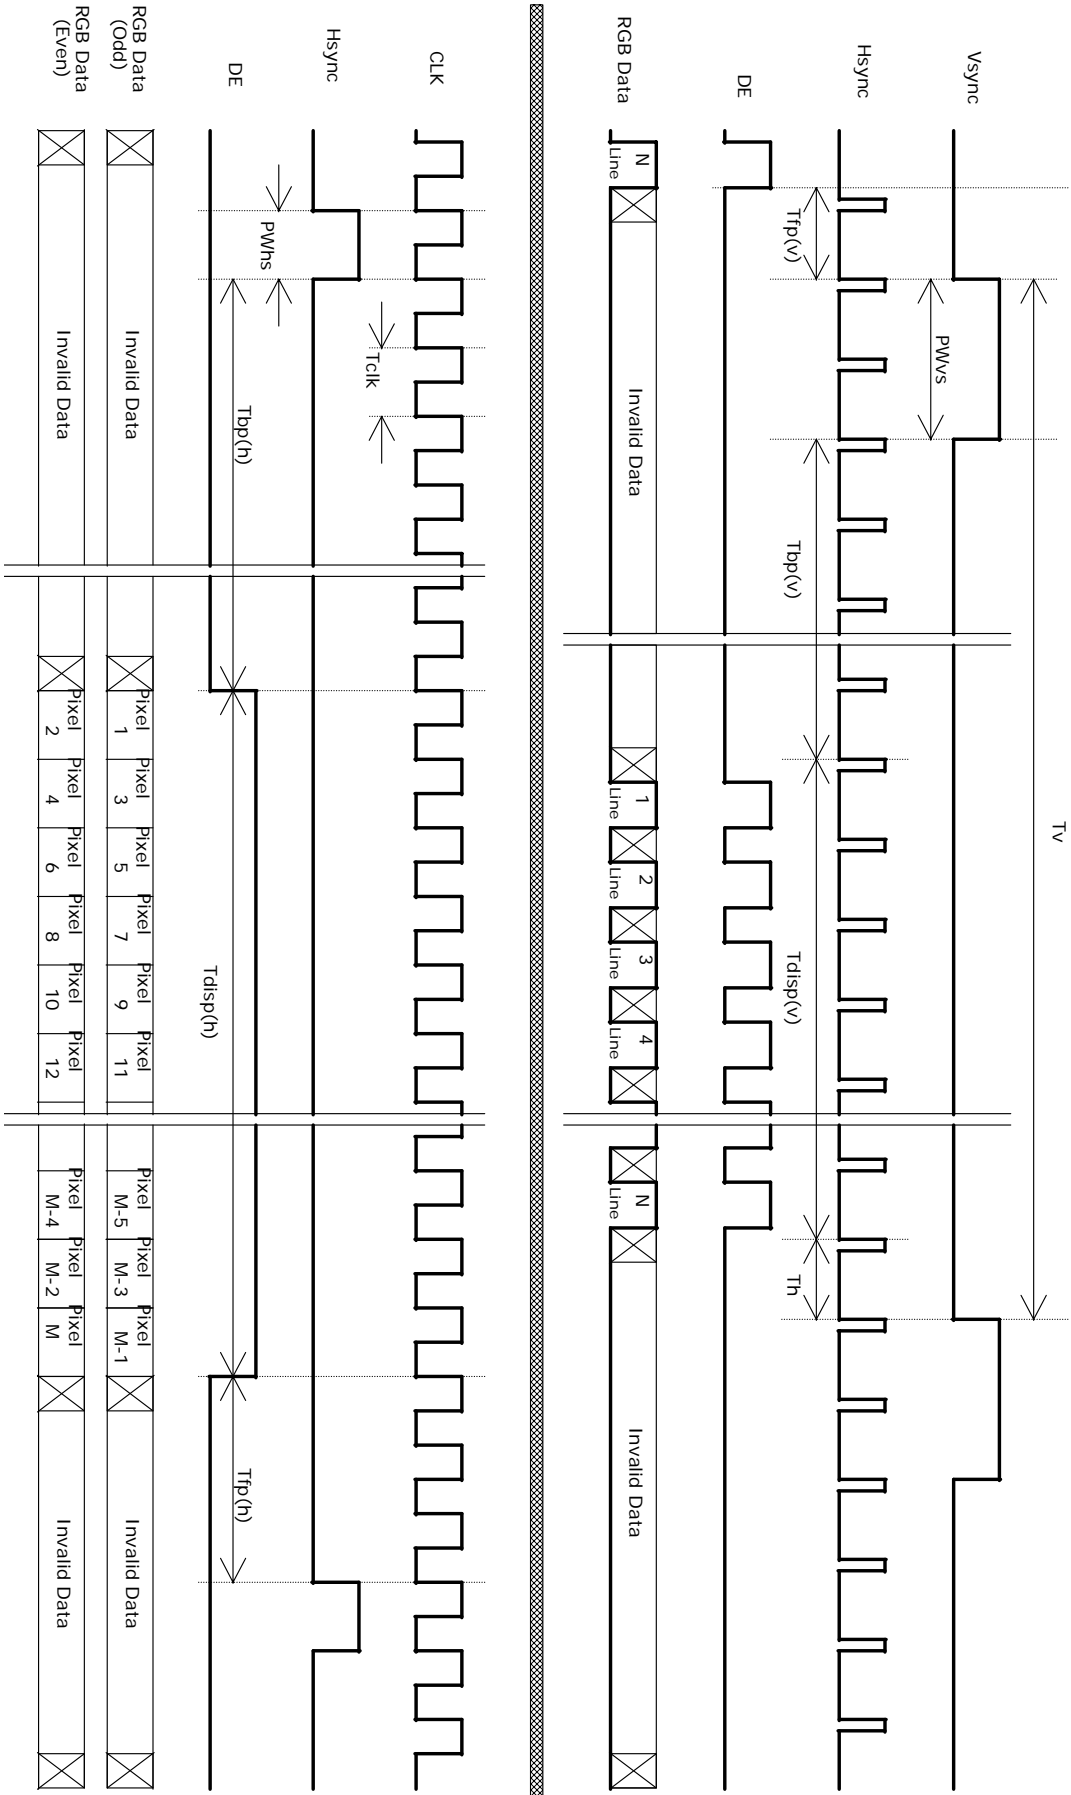 Tv
Vsync
PWvs
Hsync
Tfp(v)
Tbp(v)
Tdisp(v)
Th
DE
RGB Data
Line N
Invalid Data
Line 1
Line 2
Line 3
Line 4
Line N
Invalid Data
CLK
Tclk
Hsync
PWhs
DE
Tbp(h)
Tdisp(h)
Tfp(h)
RGB Data
(Odd)
Invalid Data
Pixel 1
Pixel 3
Pixel 5
Pixel 7
Pixel 9
Pixel 11
Pixel M-5
Pixel M-3
Pixel M-1
Invalid Data
RGB Data
(Even)
Invalid Data
Pixel 2
Pixel 4
Pixel 6
Pixel 8
Pixel 10
Pixel 12
Pixel M-4
Pixel M-2
Pixel M
Invalid Data